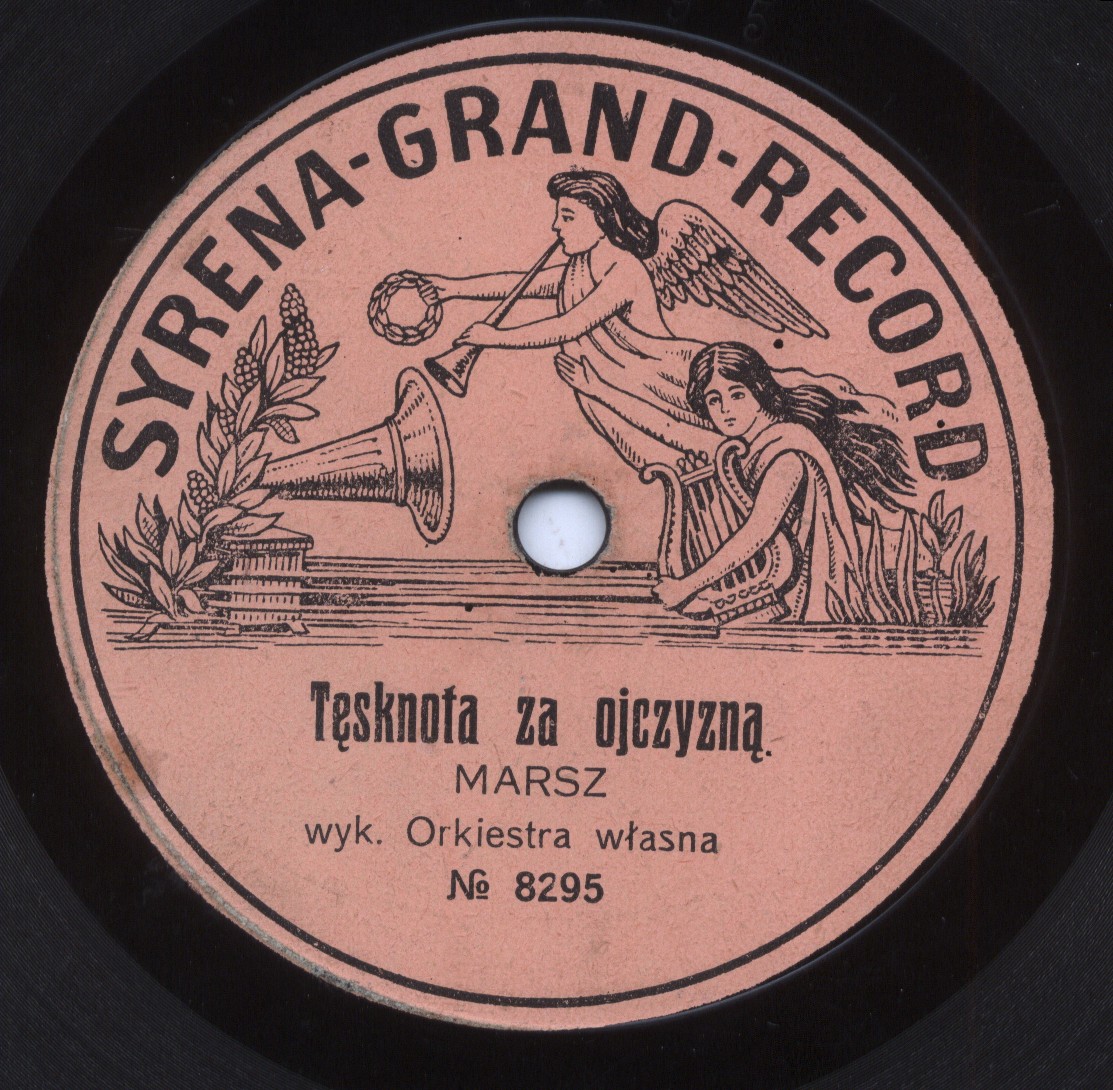 SYRENA-GRAND-RECORD
Tęsknota za ojczyzną.
MARSZ
wyk. Orkiestra własna
№ 8295